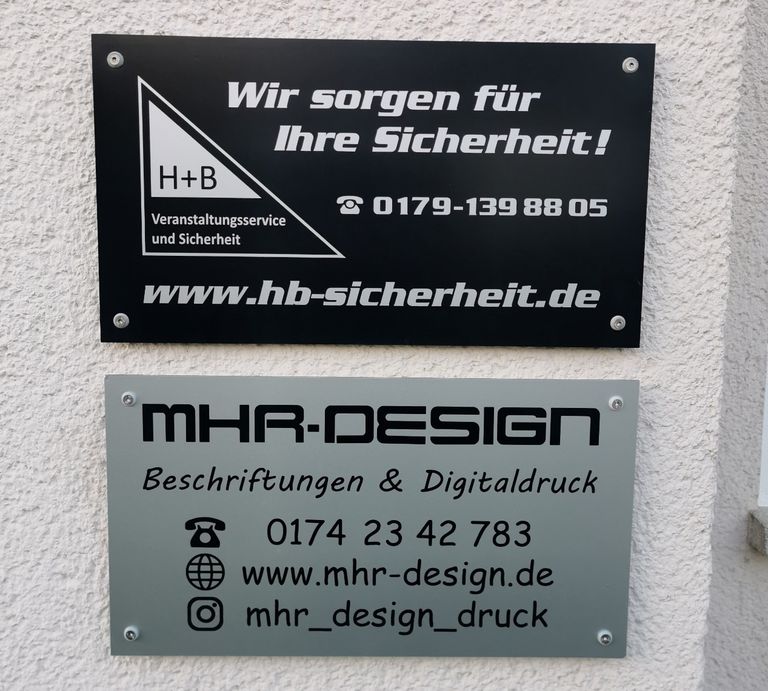 Wir sorgen für
Ihre Sicherheit!
H+B
Veranstaltungsservice
und Sicherheit
0179-139 88 05
www.hb-sicherheit.de
MHR-DESIGN
Beschriftungen & Digitaldruck
0174 23 42 783
www.mhr-design.de
mhr_design_druck